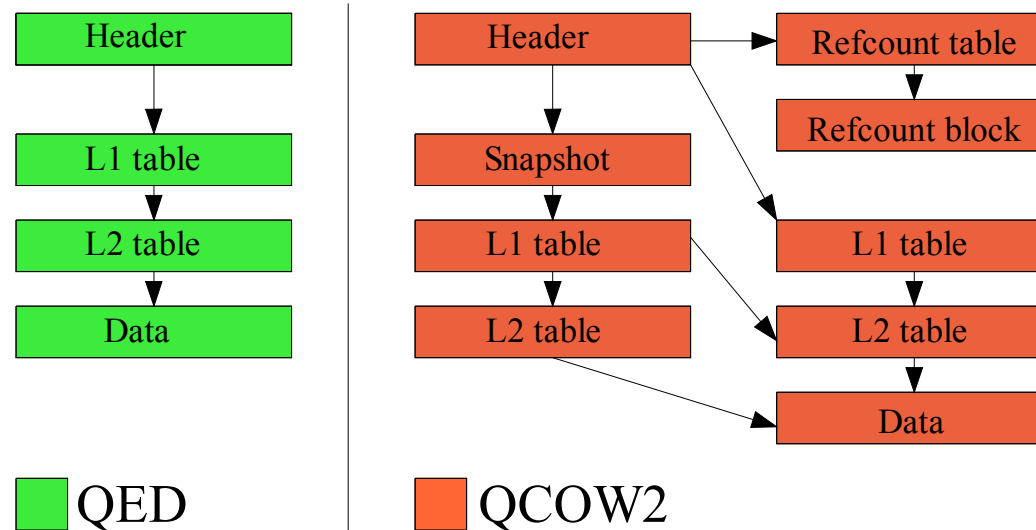 Header
L1 table
L2 table
Data
QED
Header
Snapshot
L1 table
L2 table
Refcount table
Refcount block
L1 table
L2 table
Data
QCOW2